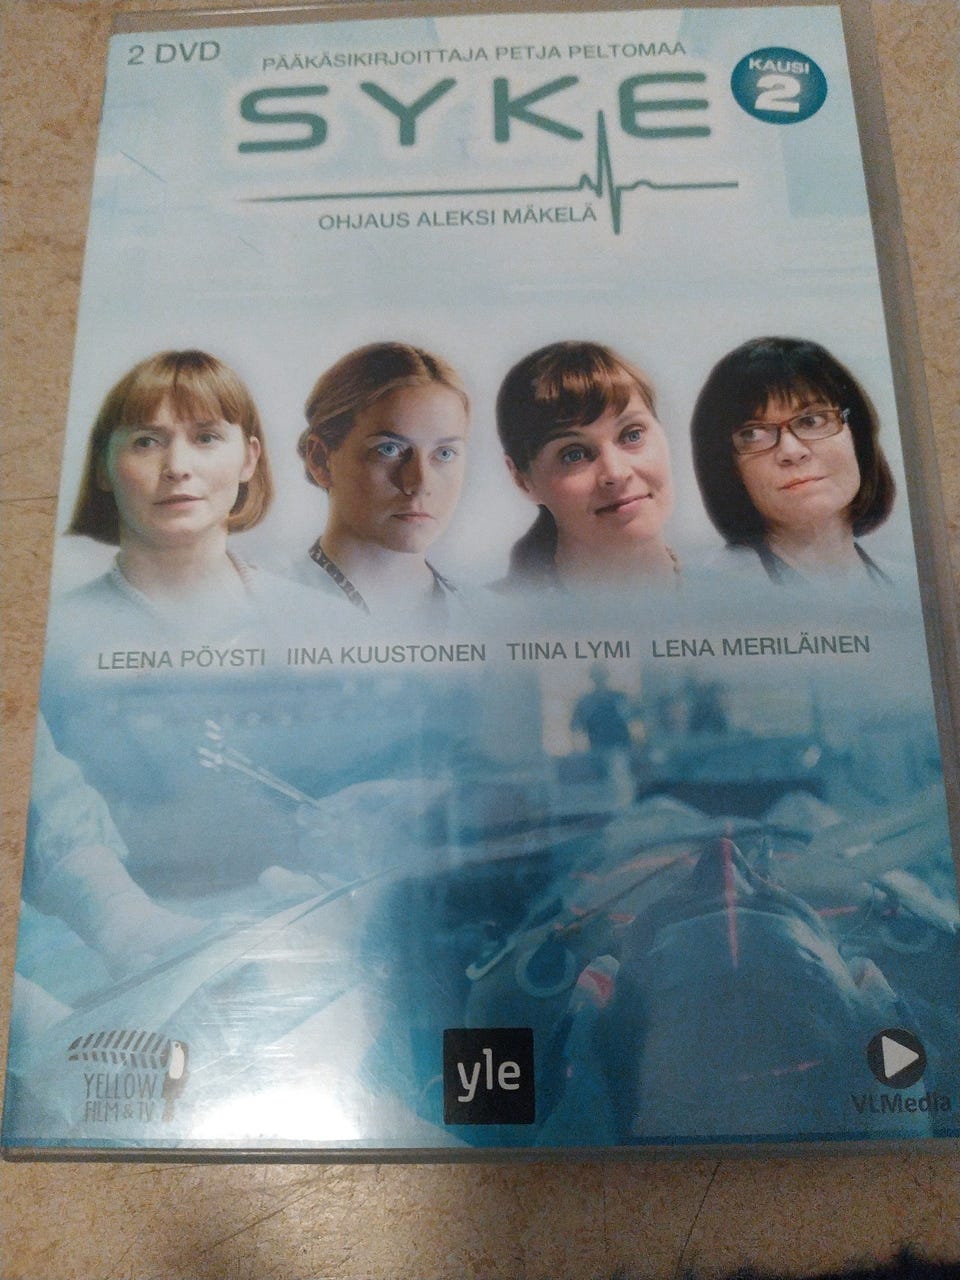 2 DVD
PÄÄKÄSIKIRJOITTAJA PETJA PELTOMAA
KAUSI
2
SYKE
OHJAUS ALEKSI MÄKELÄ
LEENA PÖYSTI IINA KUUSTONEN TIINA LYMI LENA MERILÄINEN
YELLOW
FILM & TV
yle
VLMedia